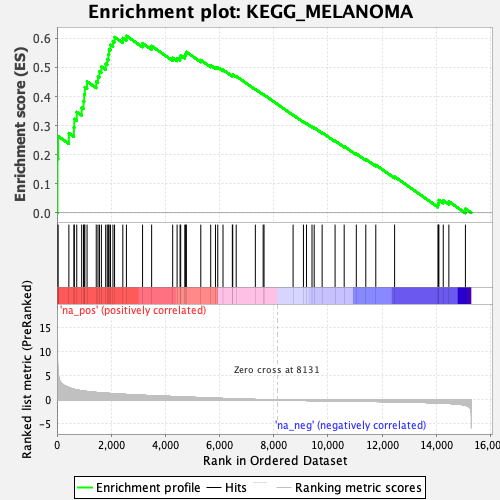 Enrichment plot: KEGG_MELANOMA
Enrichment score (ES)
0.6
0.5
0.4
0.3
0.2
0.1
0.0
'na_pos' (positively correlated)
Ranked list metric (PreRanked)
15
10
5
0
-5
Zero cross at 8131
'na_neg' (negatively correlated)
0 2,000 4,000 6,000 8,000 10,000 12,000 14,000 16,000
Rank in Ordered Dataset
Enrichment profile Hits Ranking metric scores